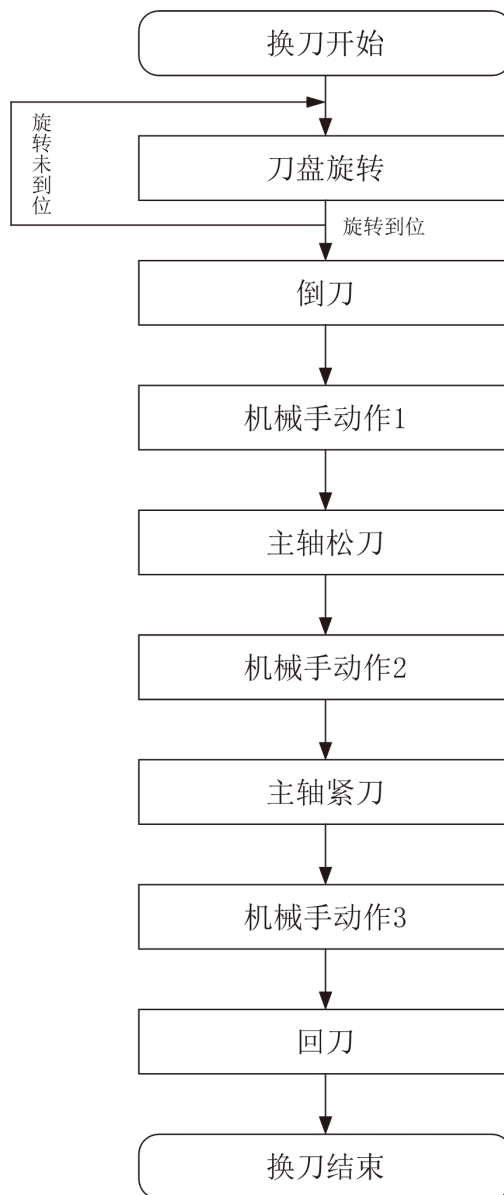 换刀开始
旋转未到位
刀盘旋转
旋转到位
倒刀
机械手动作1
主轴松刀
机械手动作2
主轴紧刀
机械手动作3
回刀
换刀结束